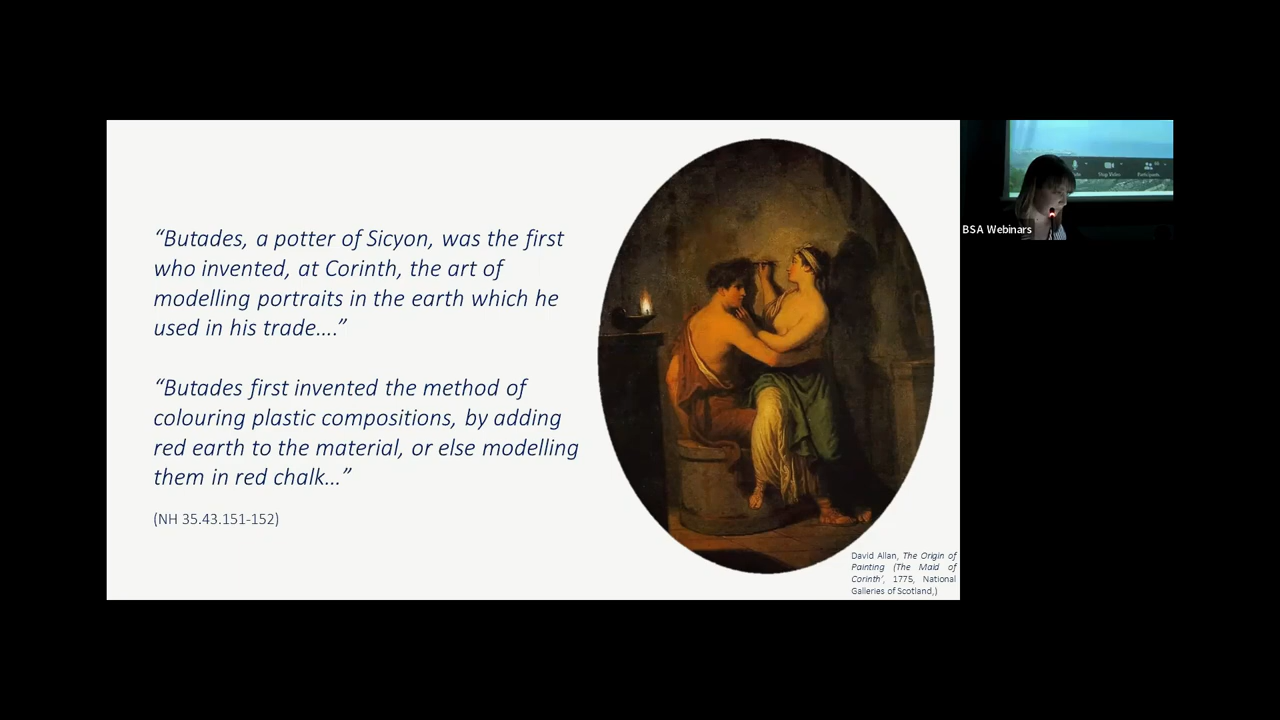 “Butades, a potter of Sicyon, was the first
who invented, at Corinth, the art of
modelling portraits in the earth which he
used in his trade....”
“Butades first invented the method of
colouring plastic compositions, by adding
red earth to the material, or else modelling
them in red chalk...”
(NH 35.43.151-152)
David Allan, The Origin of
Painting (The Maid of
Corinth’, 1775, National
Galleries of Scotland,)
Stop Video
Participants
BSA Webinars